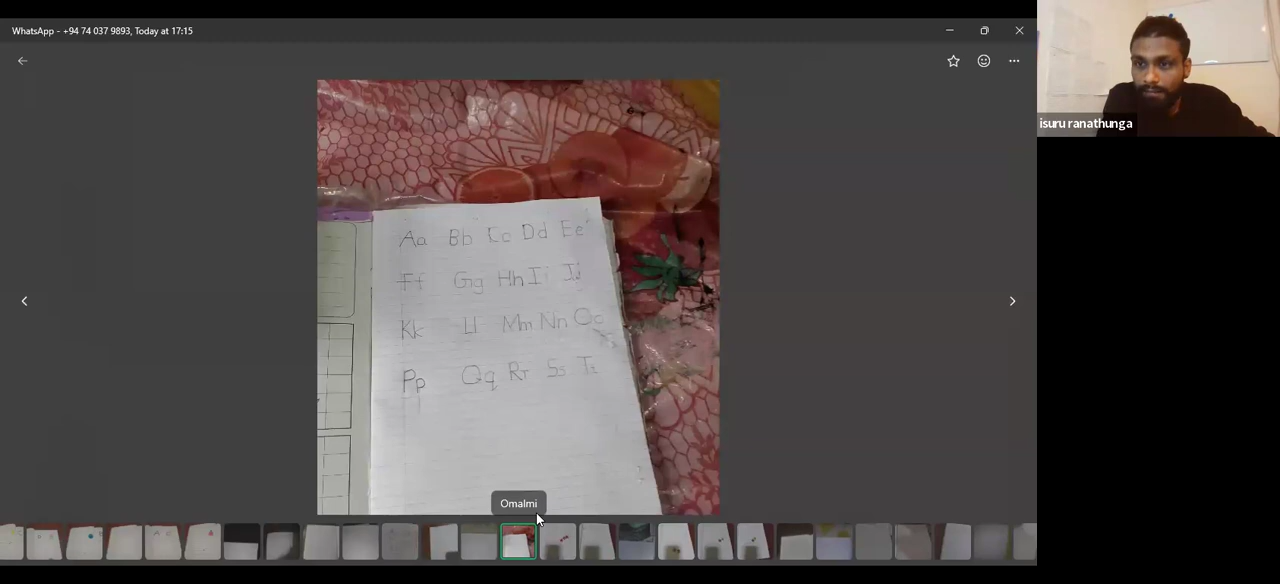 WhatsApp - +94 74 037 9893, Today at 17:15
isuru ranathunga
Aa Bb Cc Dd Ee
Ff Gg Hh Ii Jj
Kk Ll Mm Nn Oo
Pp Qq Rr Ss Tt
Omalmi